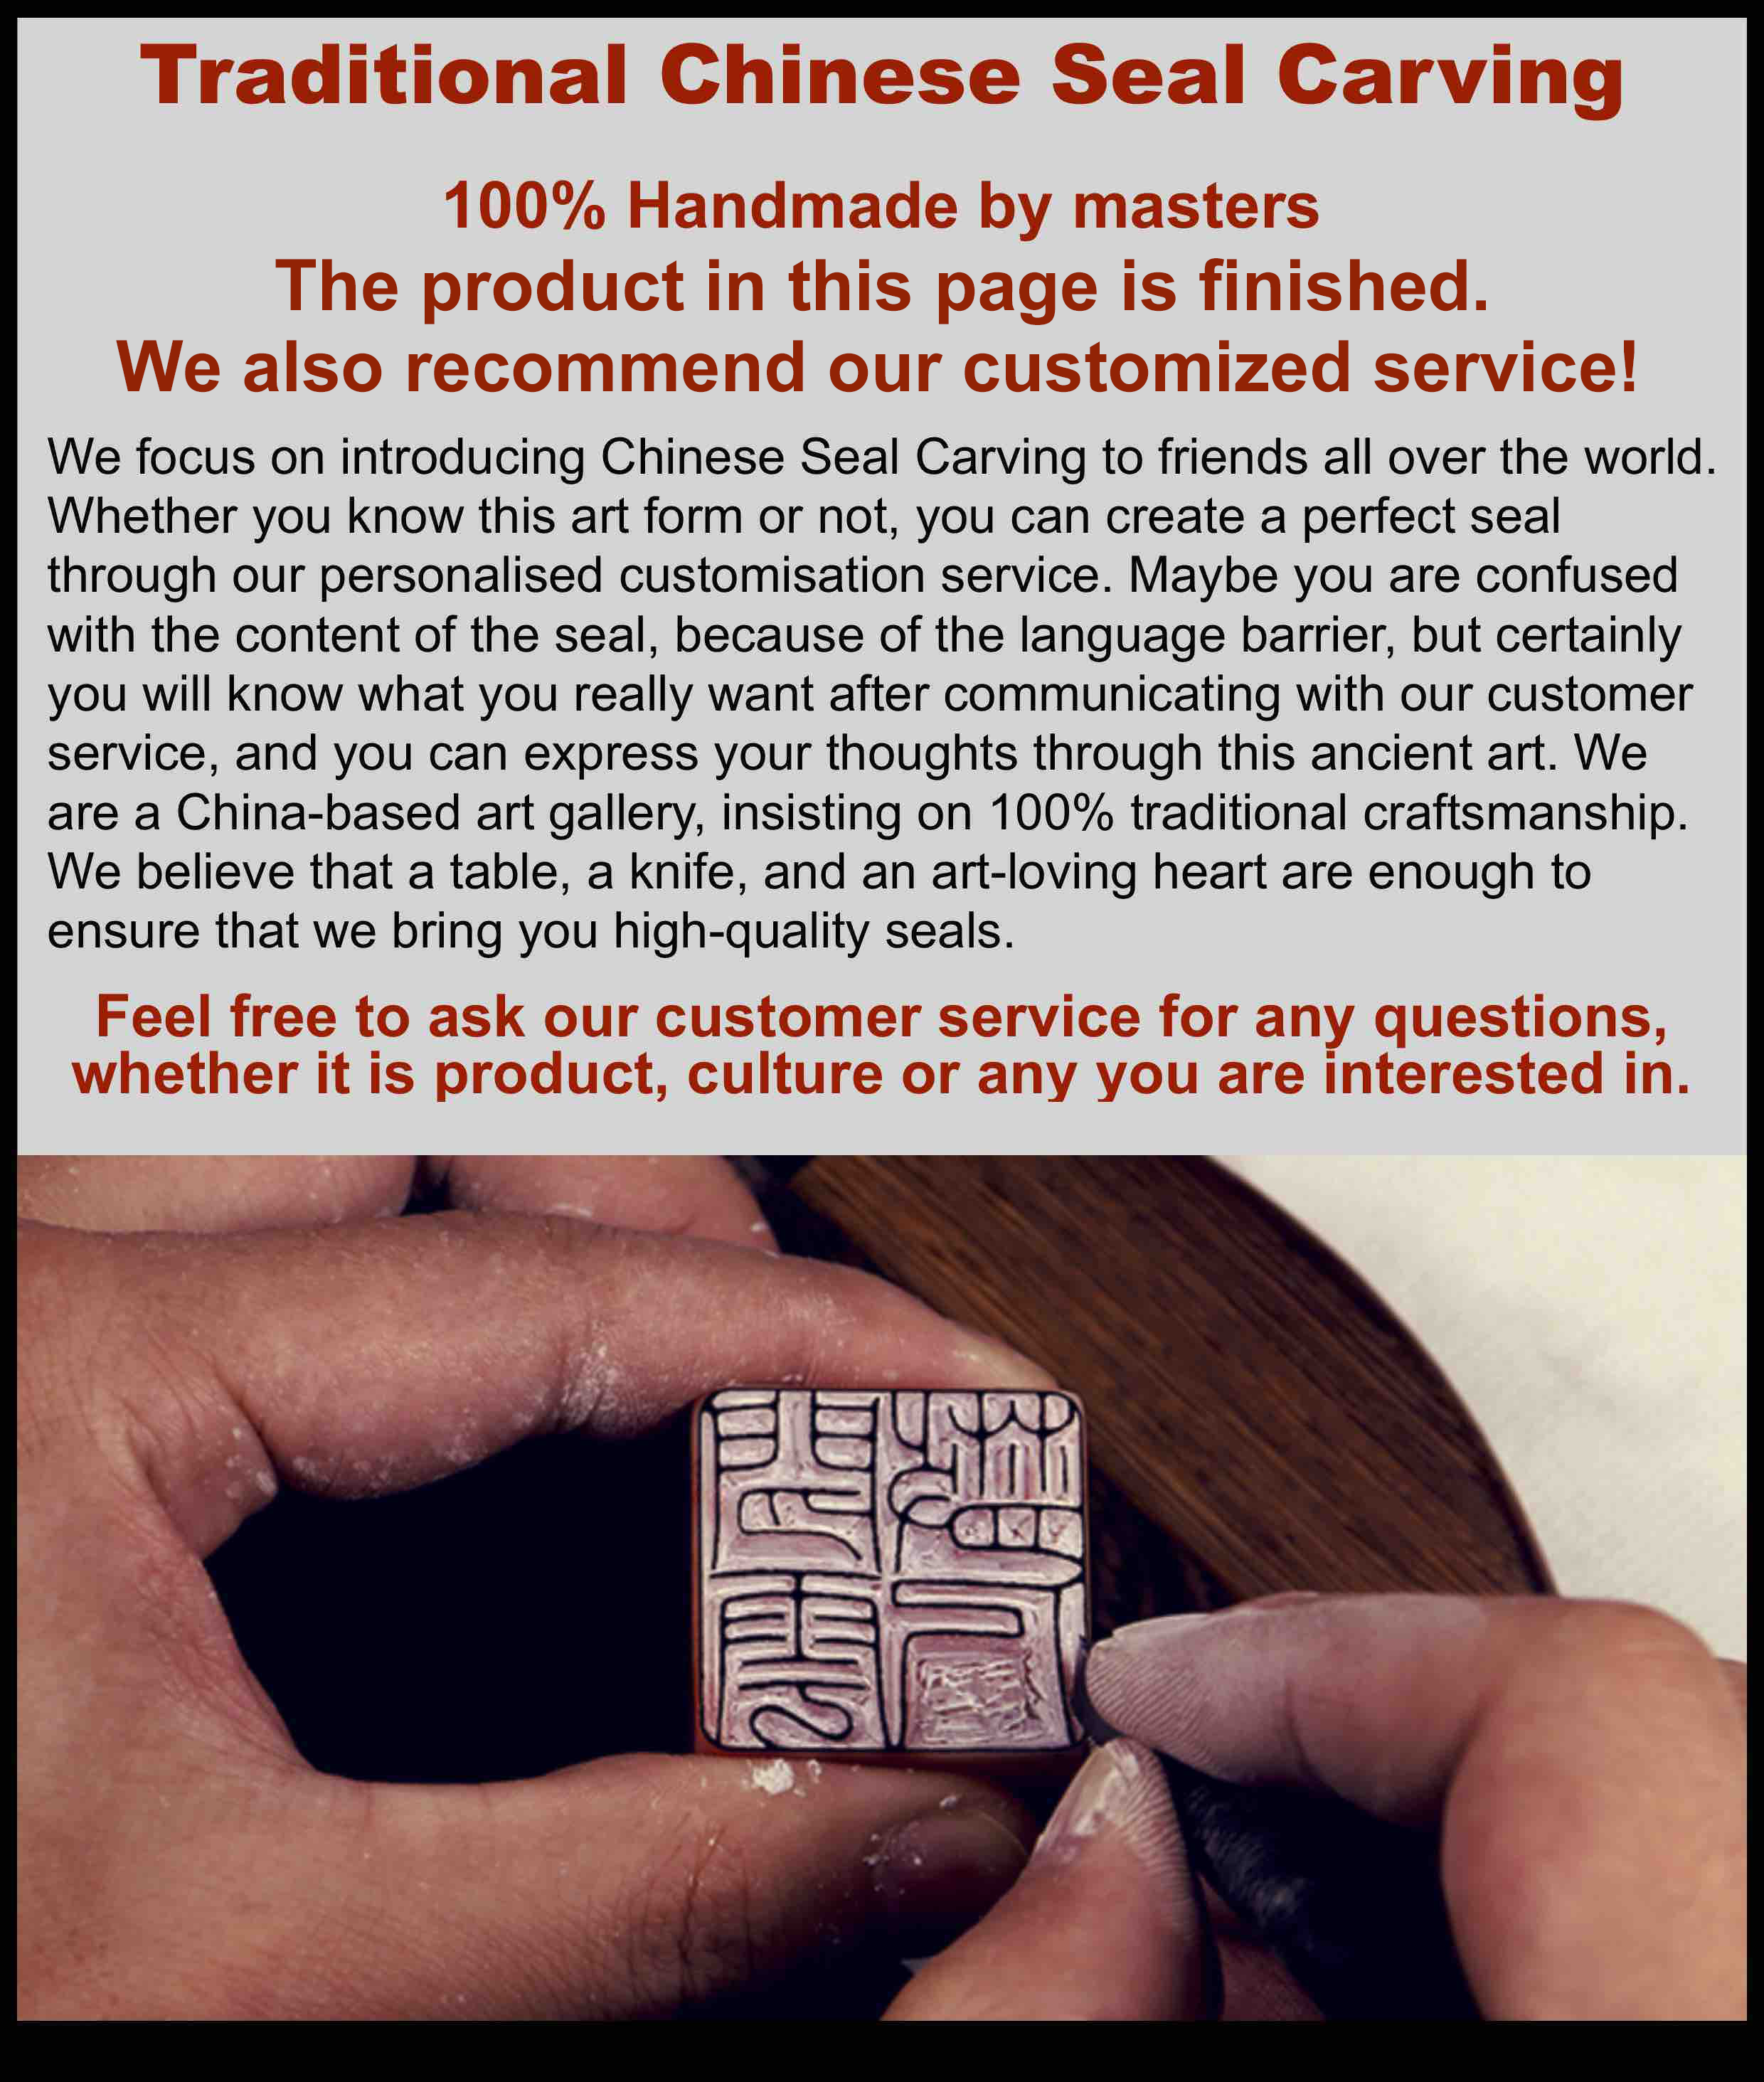 Traditional Chinese Seal Carving
100% Handmade by masters
The product in this page is finished.
We also recommend our customized service!
We focus on introducing Chinese Seal Carving to friends all over the world.
Whether you know this art form or not, you can create a perfect seal
through our personalised customisation service. Maybe you are confused
with the content of the seal, because of the language barrier, but certainly
you will know what you really want after communicating with our customer
service, and you can express your thoughts through this ancient art. We
are a China-based art gallery, insisting on 100% traditional craftsmanship.
We believe that a table, a knife, and an art-loving heart are enough to
ensure that we bring you high-quality seals.
Feel free to ask our customer service for any questions,
whether it is product, culture or any you are interested in.